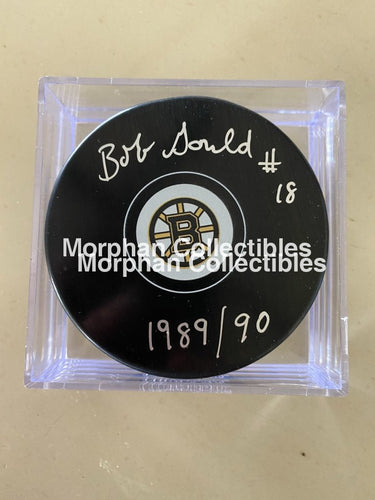 Bob Gould #
18
B
Morphan Collectibles
Morphan Collectibles
1989/90